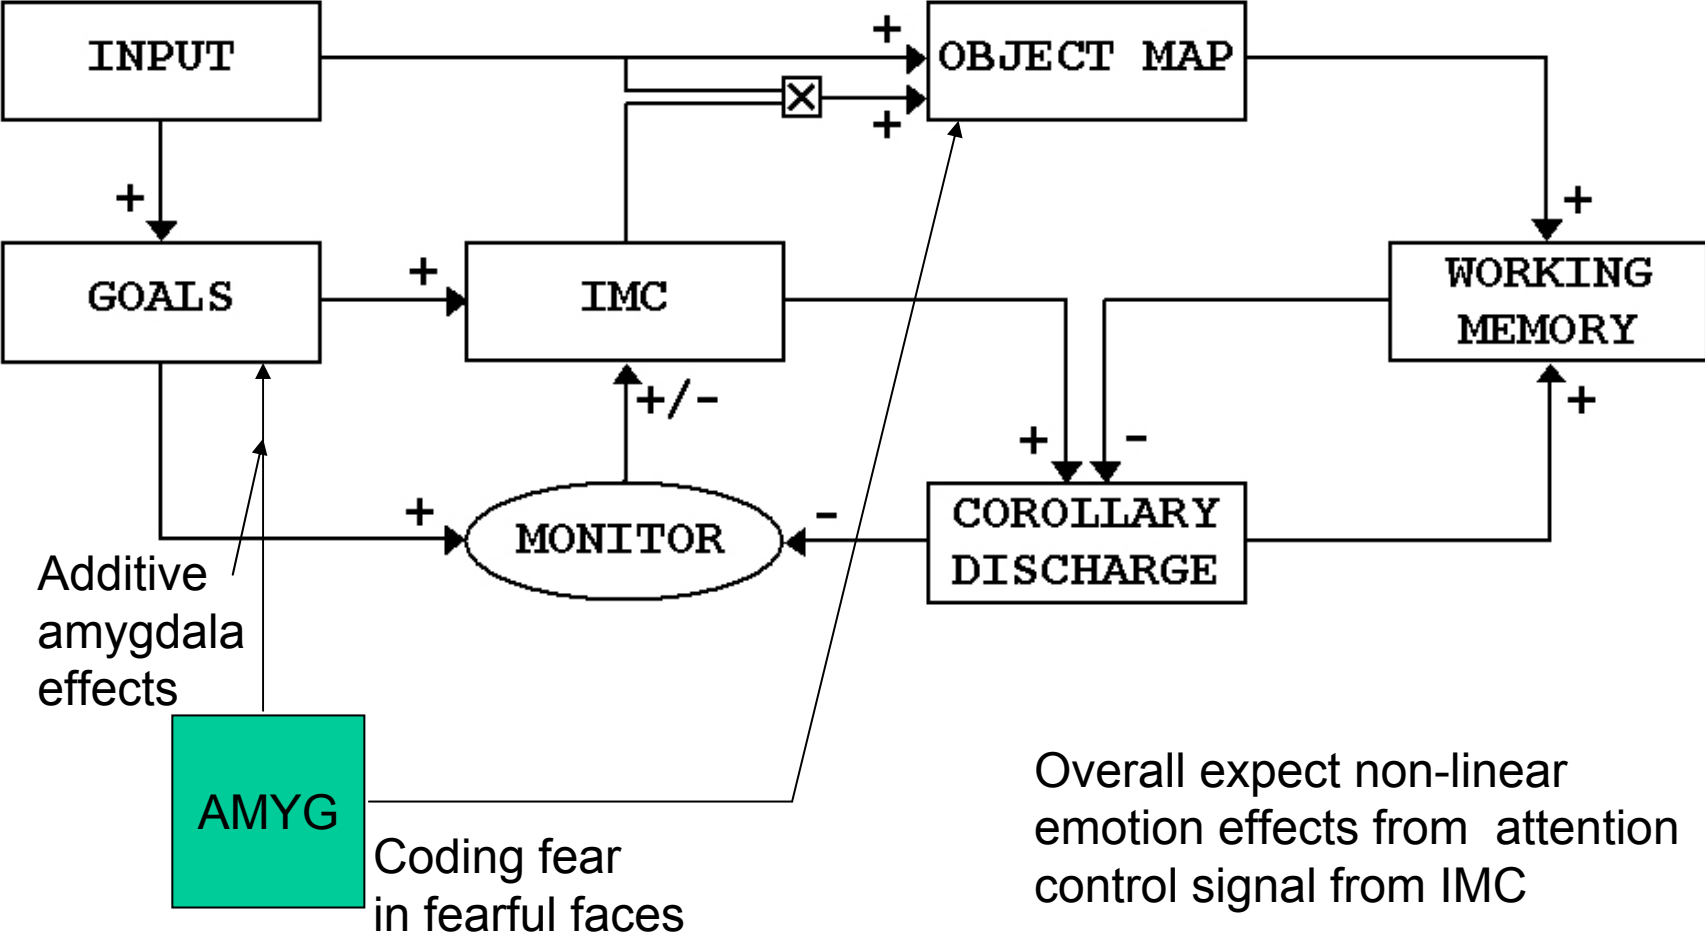 INPUT
+
OBJECT MAP
+
+
+
GOALS
+
IMC
WORKING
MEMORY
+/-
+
-
+
+
MONITOR
-
COROLLARY
DISCHARGE
Additive
amygdala
effects
AMYG
Coding fear
in fearful faces
Overall expect non-linear
emotion effects from attention
control signal from IMC